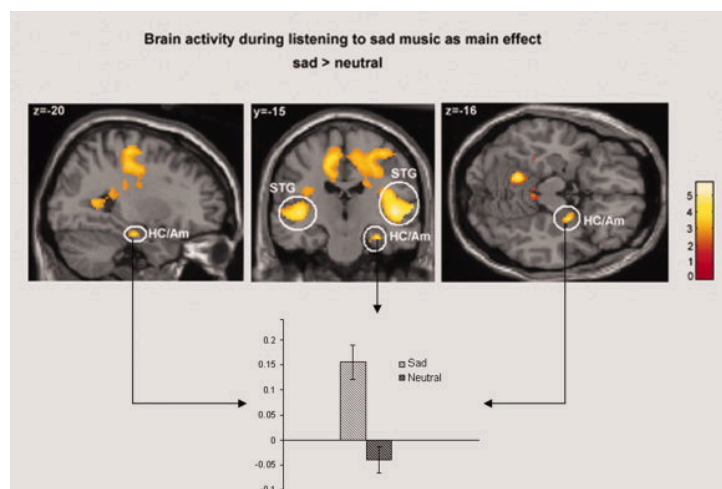 Brain activity during listening to sad music as main effect
sad > neutral
z=-20
y=-15
z=-16
STG
STG
HC/Am
HC/Am
HC/Am
5
4
3
2
1
0
0.2
0.15
0.1
0.05
0
-0.05
-0.1
Sad
Neutral